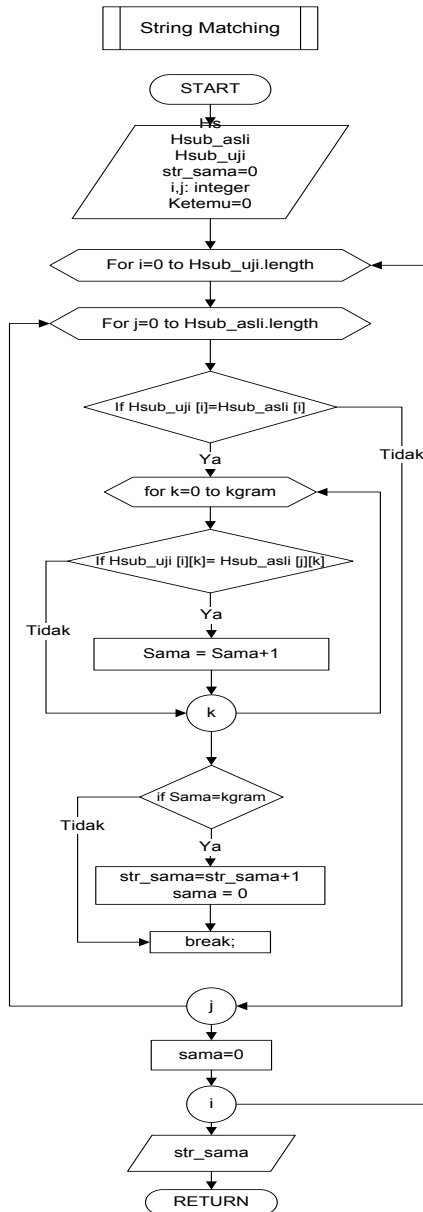 String Matching
START
Hs
Hsub_asli
Hsub_uji
str_sama=0
i,j: integer
Ketemu=0
For i=0 to Hsub_uji.length
For j=0 to Hsub_asli.length
If Hsub_uji [i]=Hsub_asli [i]
Tidak
Ya
for k=0 to kgram
If Hsub_uji [i][k]= Hsub_asli [j][k]
Ya
Tidak
Sama = Sama+1
k
if Sama=kgram
Tidak
Ya
str_sama=str_sama+1
sama = 0
break;
j
sama=0
i
str_sama
RETURN